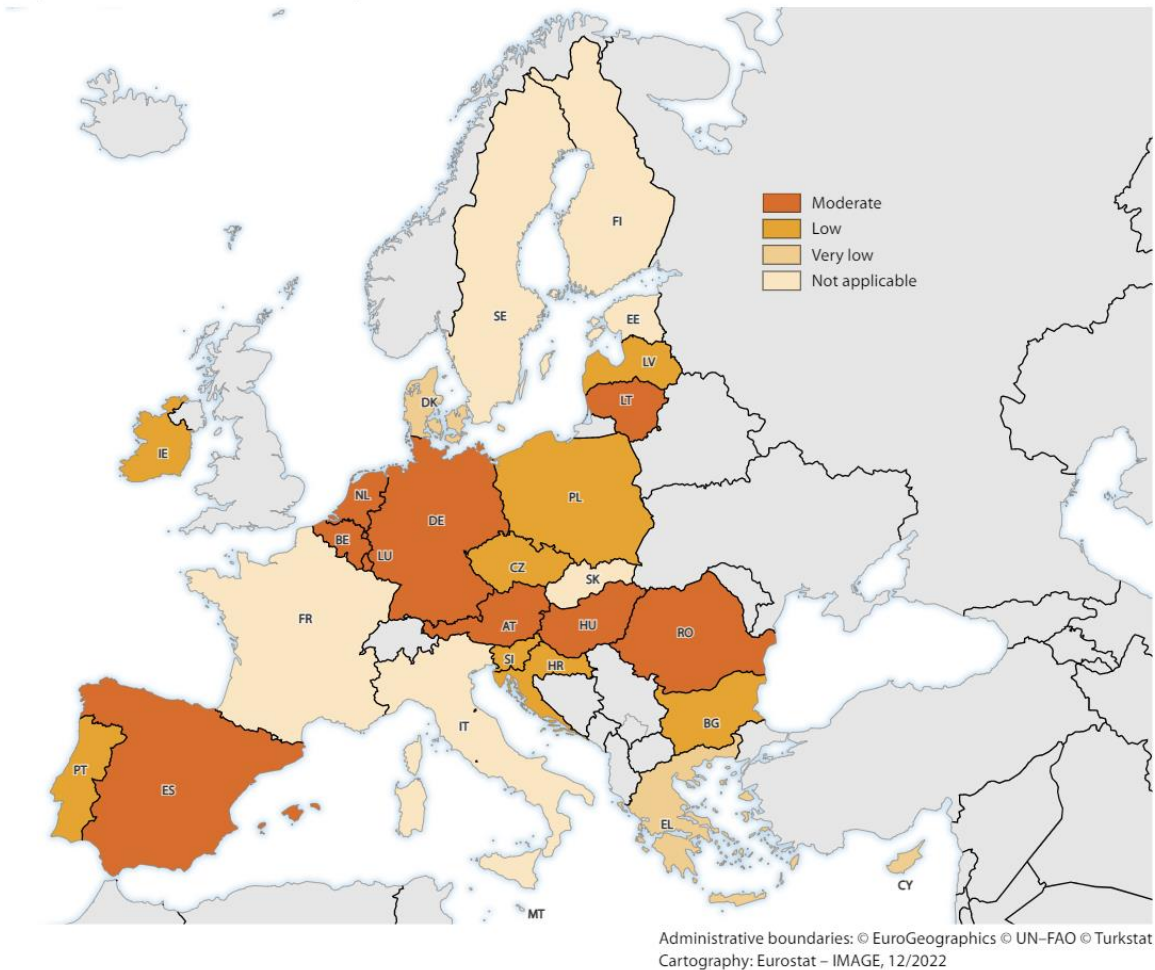 Moderate
Low
Very low
Not applicable
FI
SE
EE
LV
LT
DK
IE
NL
PL
DE
BE
LU
CZ
SK
FR
AT
HU
RO
SI
HR
BG
IT
PT
ES
EL
CY
MT
Administrative boundaries: © EuroGeographics © UN–FAO © Turkstat
Cartography: Eurostat – IMAGE, 12/2022